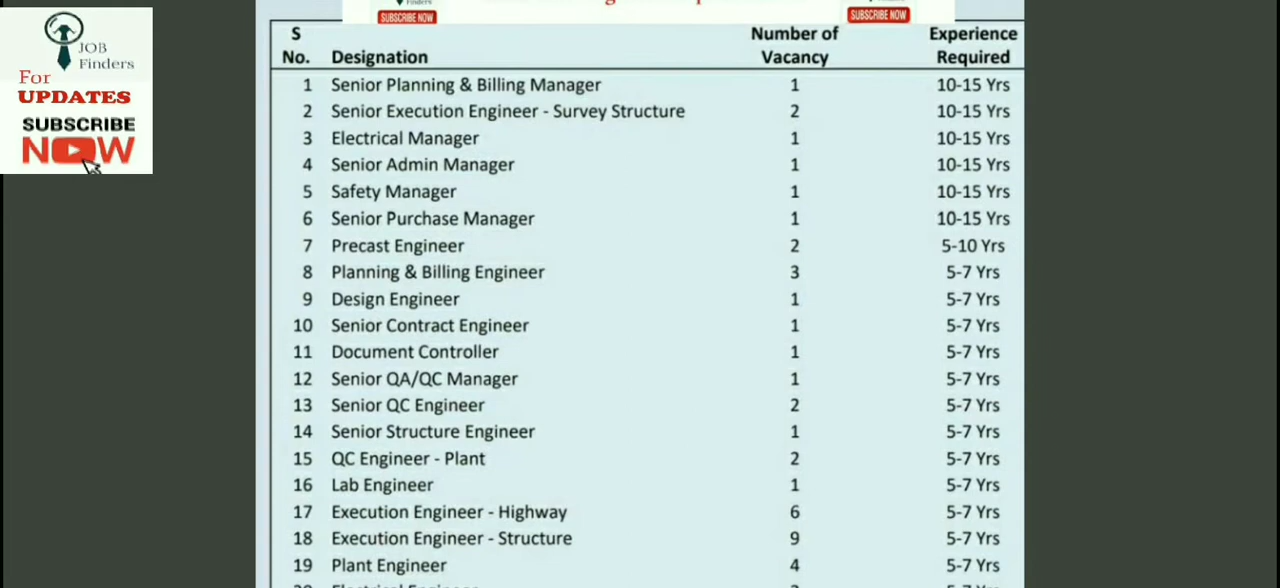 JOB
Finders
For
UPDATES
SUBSCRIBE
NOW
Finders
SUBSCRIBE NOW
SUBSCRIBE NOW
S No. Designation Number of Vacancy Experience Required
1 Senior Planning & Billing Manager 1 10-15 Yrs
2 Senior Execution Engineer - Survey Structure 2 10-15 Yrs
3 Electrical Manager 1 10-15 Yrs
4 Senior Admin Manager 1 10-15 Yrs
5 Safety Manager 1 10-15 Yrs
6 Senior Purchase Manager 1 10-15 Yrs
7 Precast Engineer 2 5-10 Yrs
8 Planning & Billing Engineer 3 5-7 Yrs
9 Design Engineer 1 5-7 Yrs
10 Senior Contract Engineer 1 5-7 Yrs
11 Document Controller 1 5-7 Yrs
12 Senior QA/QC Manager 1 5-7 Yrs
13 Senior QC Engineer 2 5-7 Yrs
14 Senior Structure Engineer 1 5-7 Yrs
15 QC Engineer - Plant 2 5-7 Yrs
16 Lab Engineer 1 5-7 Yrs
17 Execution Engineer - Highway 6 5-7 Yrs
18 Execution Engineer - Structure 9 5-7 Yrs
19 Plant Engineer 4 5-7 Yrs